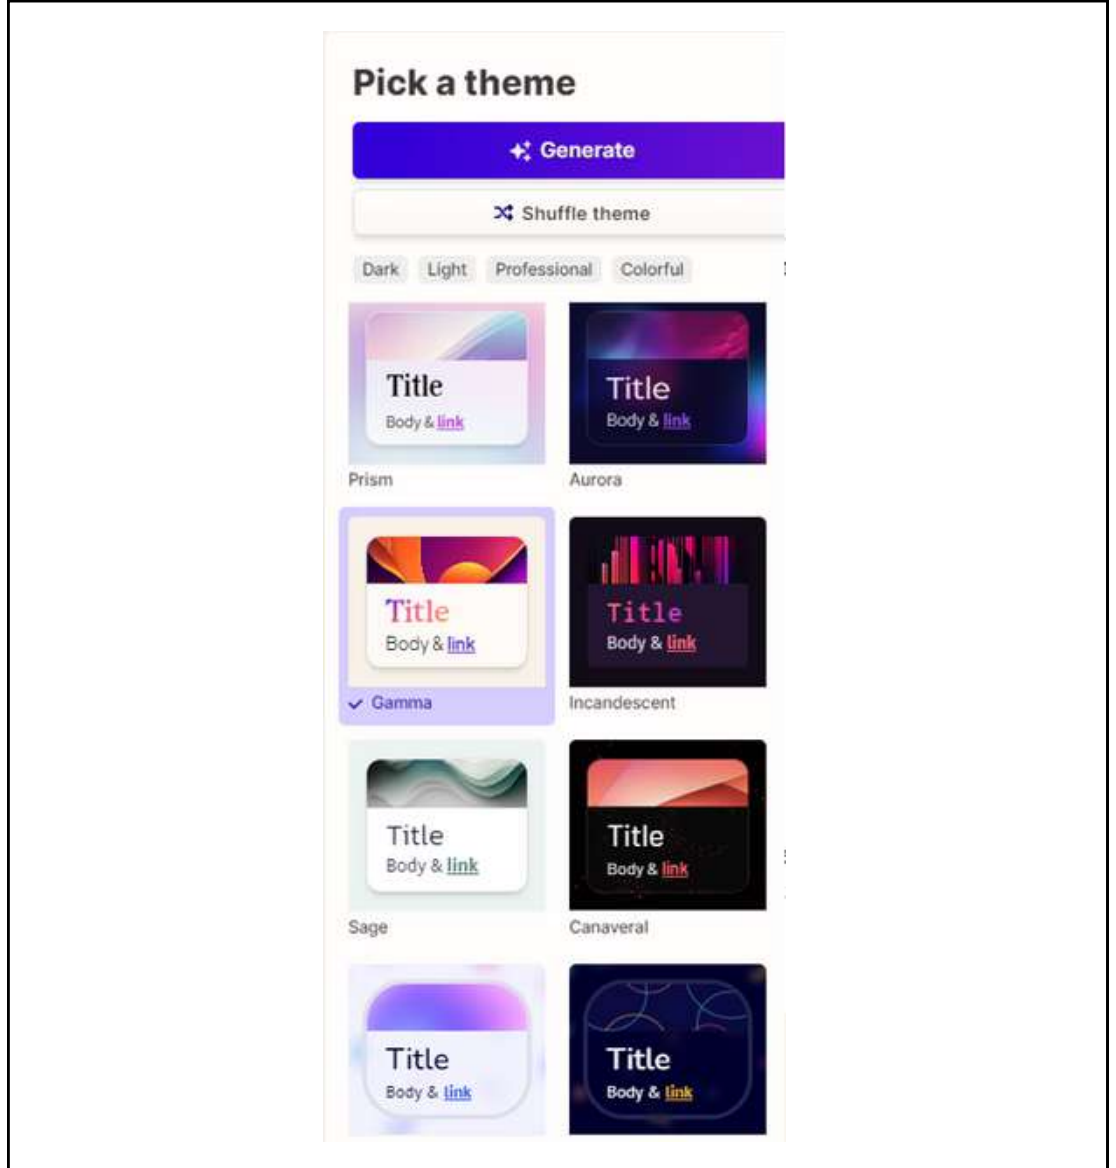 Pick a theme
Generate
Shuffle theme
Dark Light Professional Colorful
Title
Body & link
Prism
Title
Body & link
Aurora
Title
Body & link
Gamma
Title
Body & link
Incandescent
Title
Body & link
Sage
Title
Body & link
Canaveral
Title
Body & link
Title
Body & link